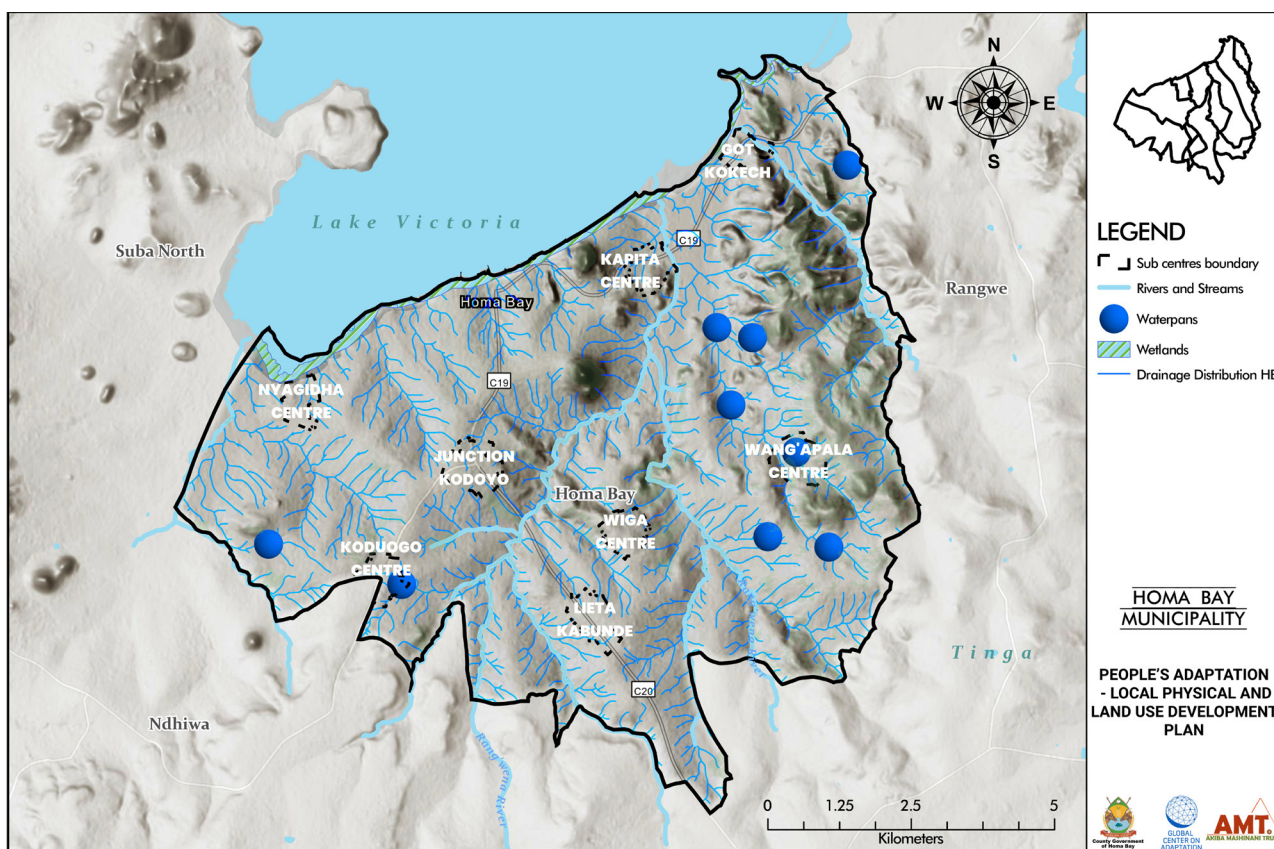 N
W
E
S
GOT
KOKECH
Lake Victoria
Suba North
C19
KAPITA
CENTRE
Rangwe
Homa Bay
C19
NYAGIDHA
CENTRE
JUNCTION
KODOYO
WANG'APALA
CENTRE
Homa Bay
WIGA
CENTRE
KODUOGO
CENTRE
LIETA
KABUNDE
Tinga
C20
Ndhiwa
Rang'wena River
0 1.25 2.5 5
Kilometers
LEGEND
Sub centres boundary
Rivers and Streams
Waterpans
Wetlands
Drainage Distribution HB
HOMA BAY
MUNICIPALITY
PEOPLE'S ADAPTATION
- LOCAL PHYSICAL AND
LAND USE DEVELOPMENT
PLAN
County Government
of Homa Bay
GLOBAL
CENTER ON
ADAPTATION
AMT.
AKIBA MASHINANI TRU